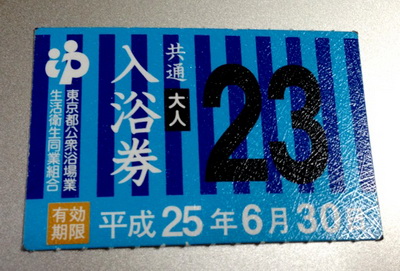 東京都公衆浴場業
生活衛生同業組合
共通
大人
入浴券
23
有効
期限
平成25年6月30日